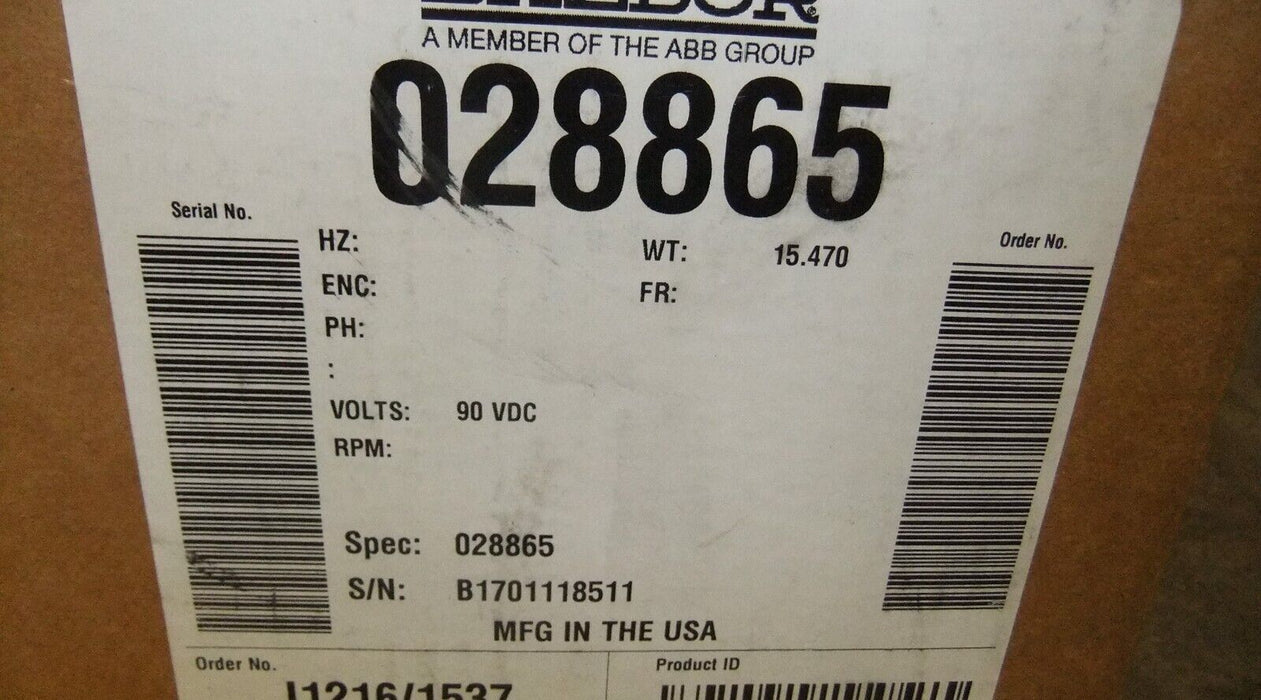 A MEMBER OF THE ABB GROUP
028865
Serial No.
Order No.
HZ:
WT: 15.470
ENC:
FR:
PH:
:
VOLTS: 90 VDC
RPM:
Spec: 028865
S/N: B1701118511
MFG IN THE USA
Order No.
Product ID